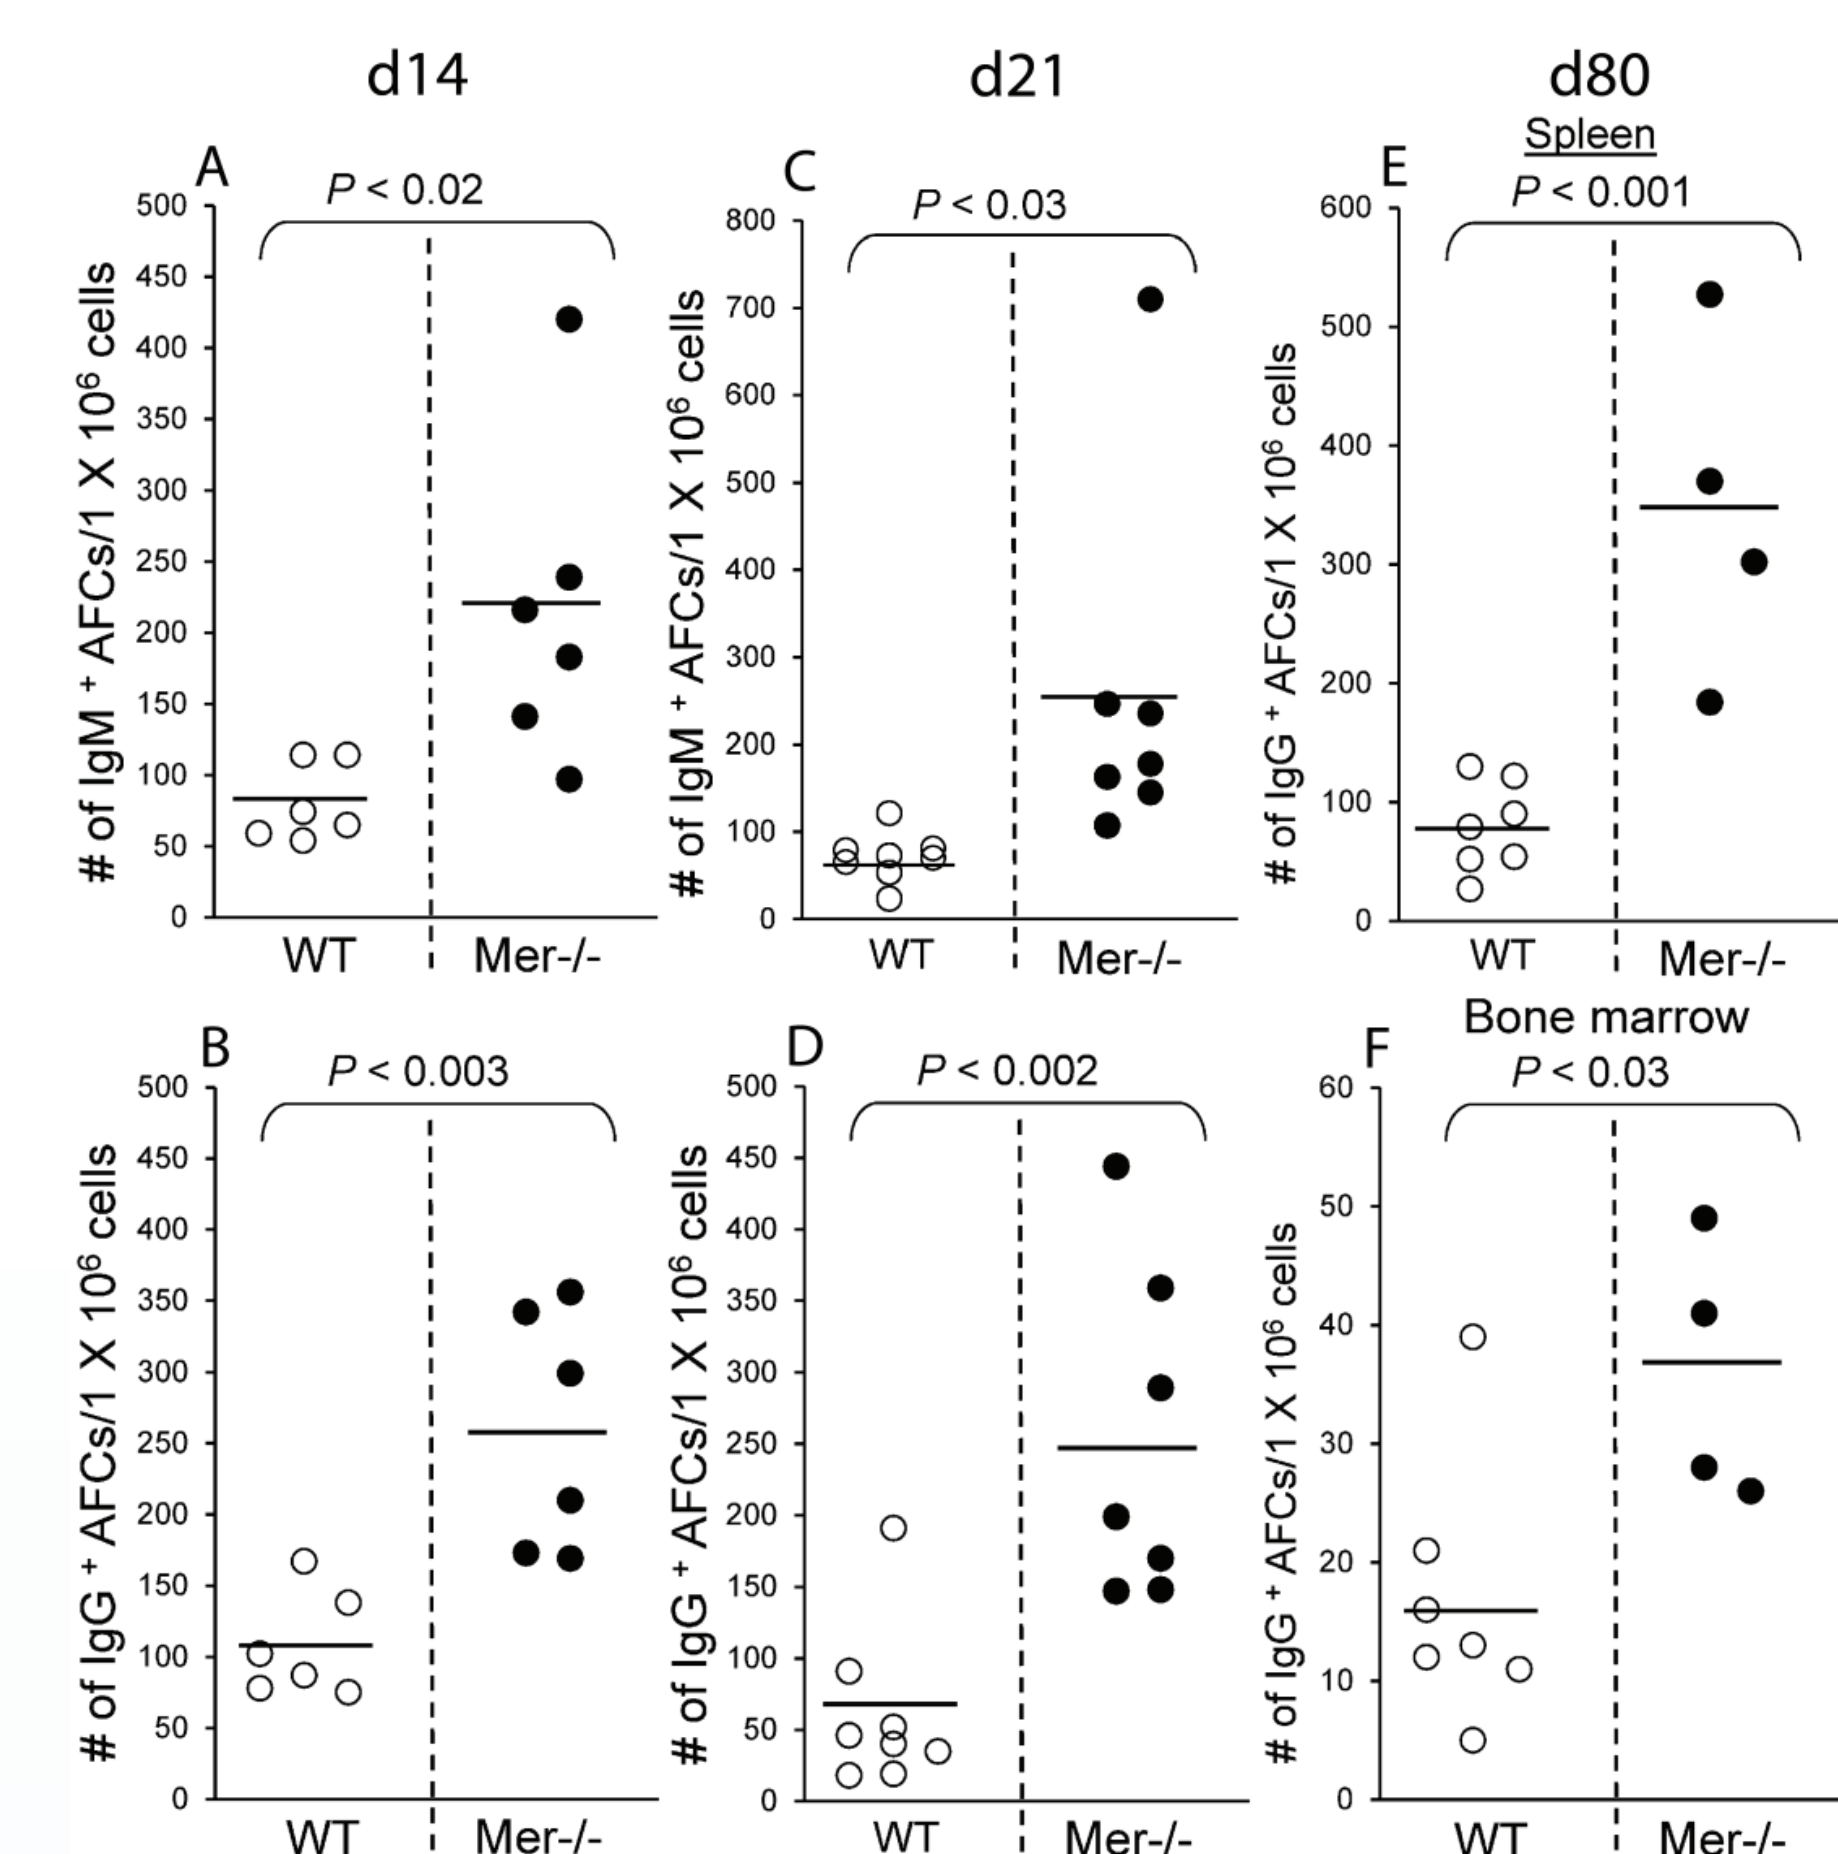 d14
d21
d80
Spleen
A
P < 0.02
# of IgM + AFCs/1 X 10⁶ cells
500
450
400
350
300
250
200
150
100
50
0
WT
Mer-/-
C
P < 0.03
# of IgM + AFCs/1 X 10⁶ cells
800
700
600
500
400
300
200
100
0
WT
Mer-/-
E
P < 0.001
# of IgG + AFCs/1 X 10⁶ cells
600
500
400
300
200
100
0
WT
Mer-/-
B
P < 0.003
# of IgG + AFCs/1 X 10⁶ cells
500
450
400
350
300
250
200
150
100
50
0
WT
Mer-/-
D
P < 0.002
# of IgG + AFCs/1 X 10⁶ cells
500
450
400
350
300
250
200
150
100
50
0
WT
Mer-/-
Bone marrow
F
P < 0.03
# of IgG + AFCs/1 X 10⁶ cells
60
50
40
30
20
10
0
WT
Mer-/-